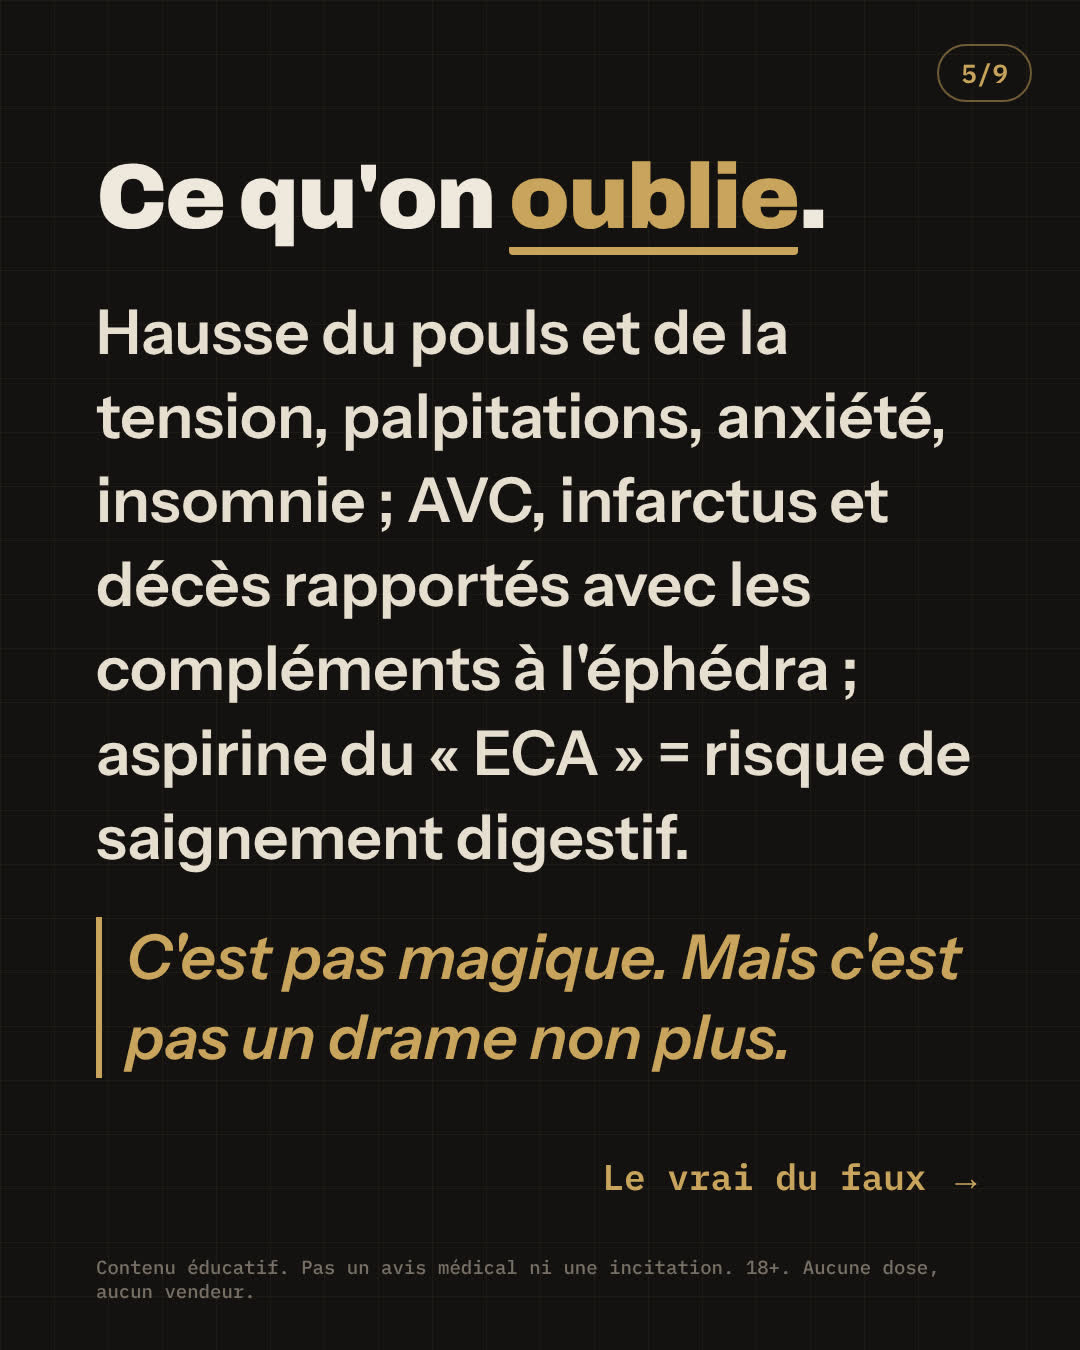 5/9
Ce qu'on oublie.
Hausse du pouls et de la
tension, palpitations, anxiété,
insomnie ; AVC, infarctus et
décès rapportés avec les
compléments à l'éphédra ;
aspirine du « ECA » = risque de
saignement digestif.
C'est pas magique. Mais c'est
pas un drame non plus.
Le vrai du faux →
Contenu éducatif. Pas un avis médical ni une incitation. 18+. Aucune dose,
aucun vendeur.